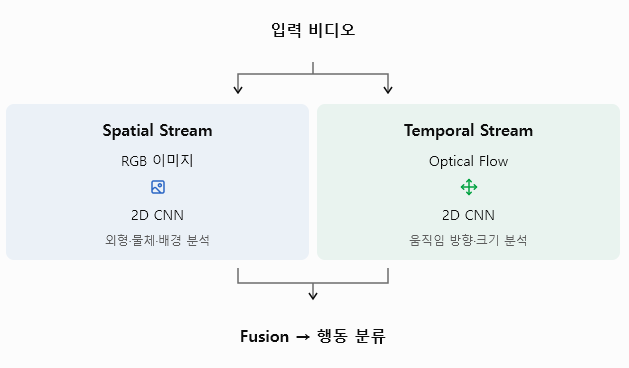 입력 비디오
Spatial Stream
RGB 이미지
2D CNN
외형·물체·배경 분석
Temporal Stream
Optical Flow
2D CNN
움직임 방향·크기 분석
Fusion → 행동 분류